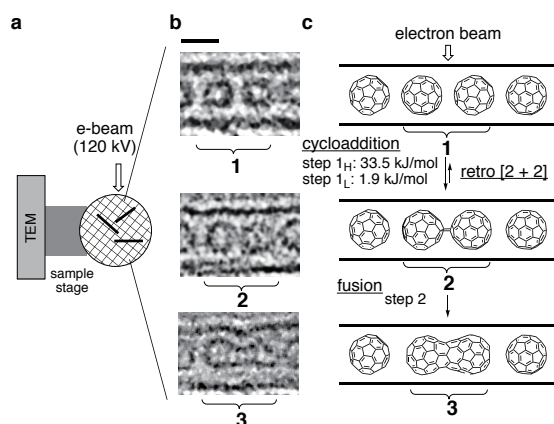 a
e-beam
(120 kV)
TEM
sample
stage
b
1
2
3
c
electron beam
1
cycloaddition
step 1H: 33.5 kJ/mol
step 1L: 1.9 kJ/mol
retro [2 + 2]
2
fusion
step 2
3